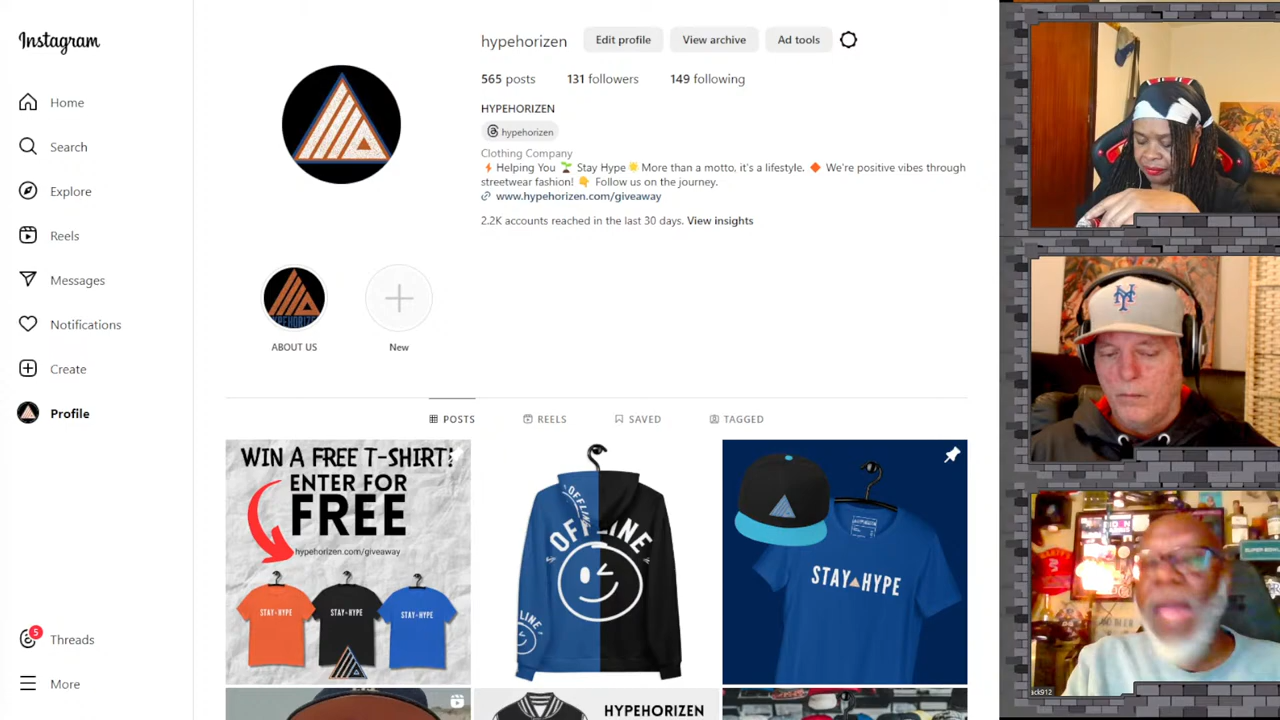 Instagram
Home
Search
Explore
Reels
Messages
Notifications
Create
Profile
5
Threads
More
hypehorizen
Edit profile
View archive
Ad tools
565 posts
131 followers
149 following
HYPEHORIZEN
hypehorizen
Clothing Company
⚡ Helping You 🌱 Stay Hype 🌟 More than a motto, it's a lifestyle. 🔸 We're positive vibes through
streetwear fashion! 👇 Follow us on the journey.
www.hypehorizen.com/giveaway
2.2K accounts reached in the last 30 days. View insights
ABOUT US
New
POSTS
REELS
SAVED
TAGGED
WIN A FREE T-SHIRT!
ENTER FOR
FREE
hypehorizen.com/giveaway
STAY HYPE
STAY HYPE
STAY HYPE
OFFLINE
OFFLINE
STAY HYPE
HYPEHORIZEN
NY
ck912